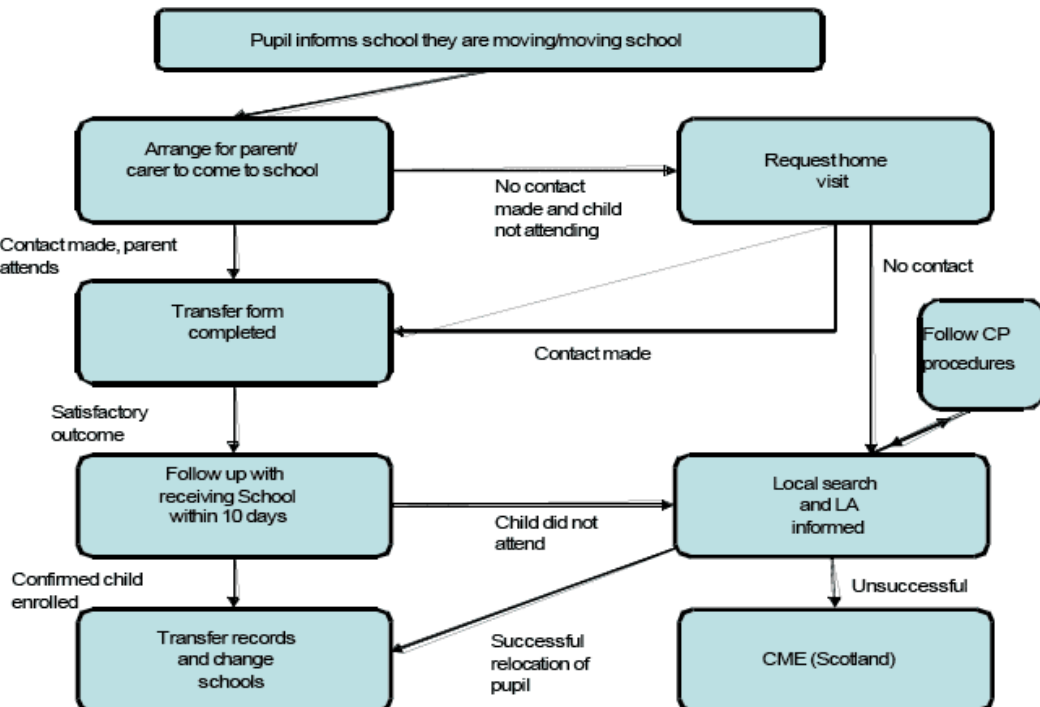 Pupil informs school they are moving/moving school
Arrange for parent/
carer to come to school
Request home
visit
No contact
made and child
not attending
Contact made, parent
attends
No contact
Transfer form
completed
Follow CP
procedures
Contact made
Satisfactory
outcome
Follow up with
receiving School
within 10 days
Local search
and LA
informed
Child did not
attend
Confirmed child
enrolled
Unsuccessful
Transfer records
and change
schools
Successful
relocation of
pupil
CME (Scotland)